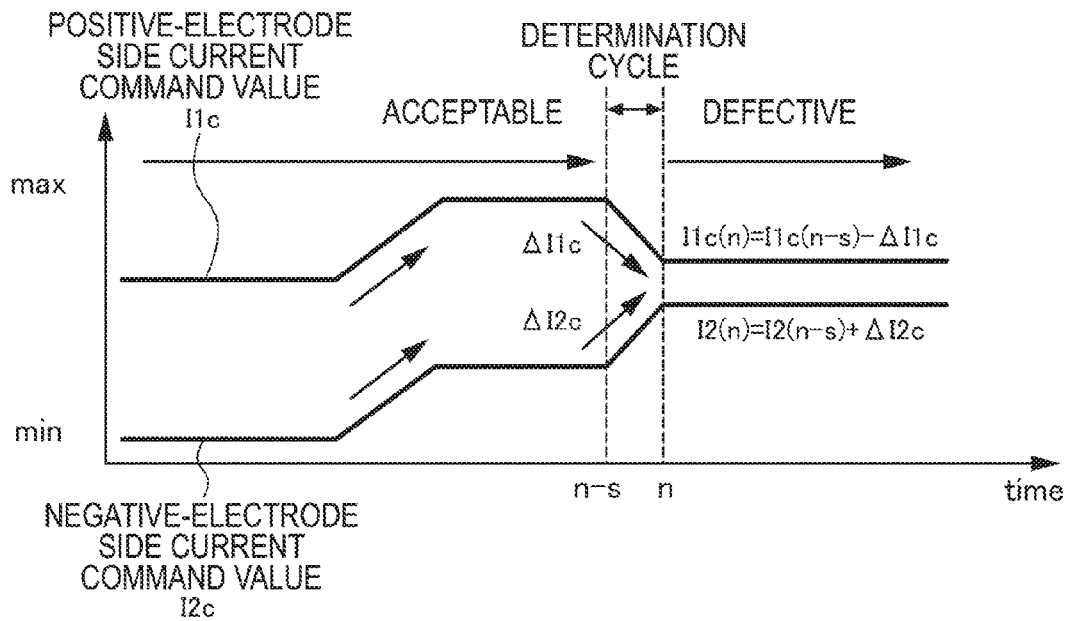 POSITIVE-ELECTRODE
SIDE CURRENT
COMMAND VALUE
I1c
DETERMINATION
CYCLE
ACCEPTABLE
DEFECTIVE
max
ΔI1c
I1c(n)=I1c(n-s)-ΔI1c
ΔI2c
I2(n)=I2(n-s)+ΔI2c
min
n-s
n
time
NEGATIVE-ELECTRODE
SIDE CURRENT
COMMAND VALUE
I2c